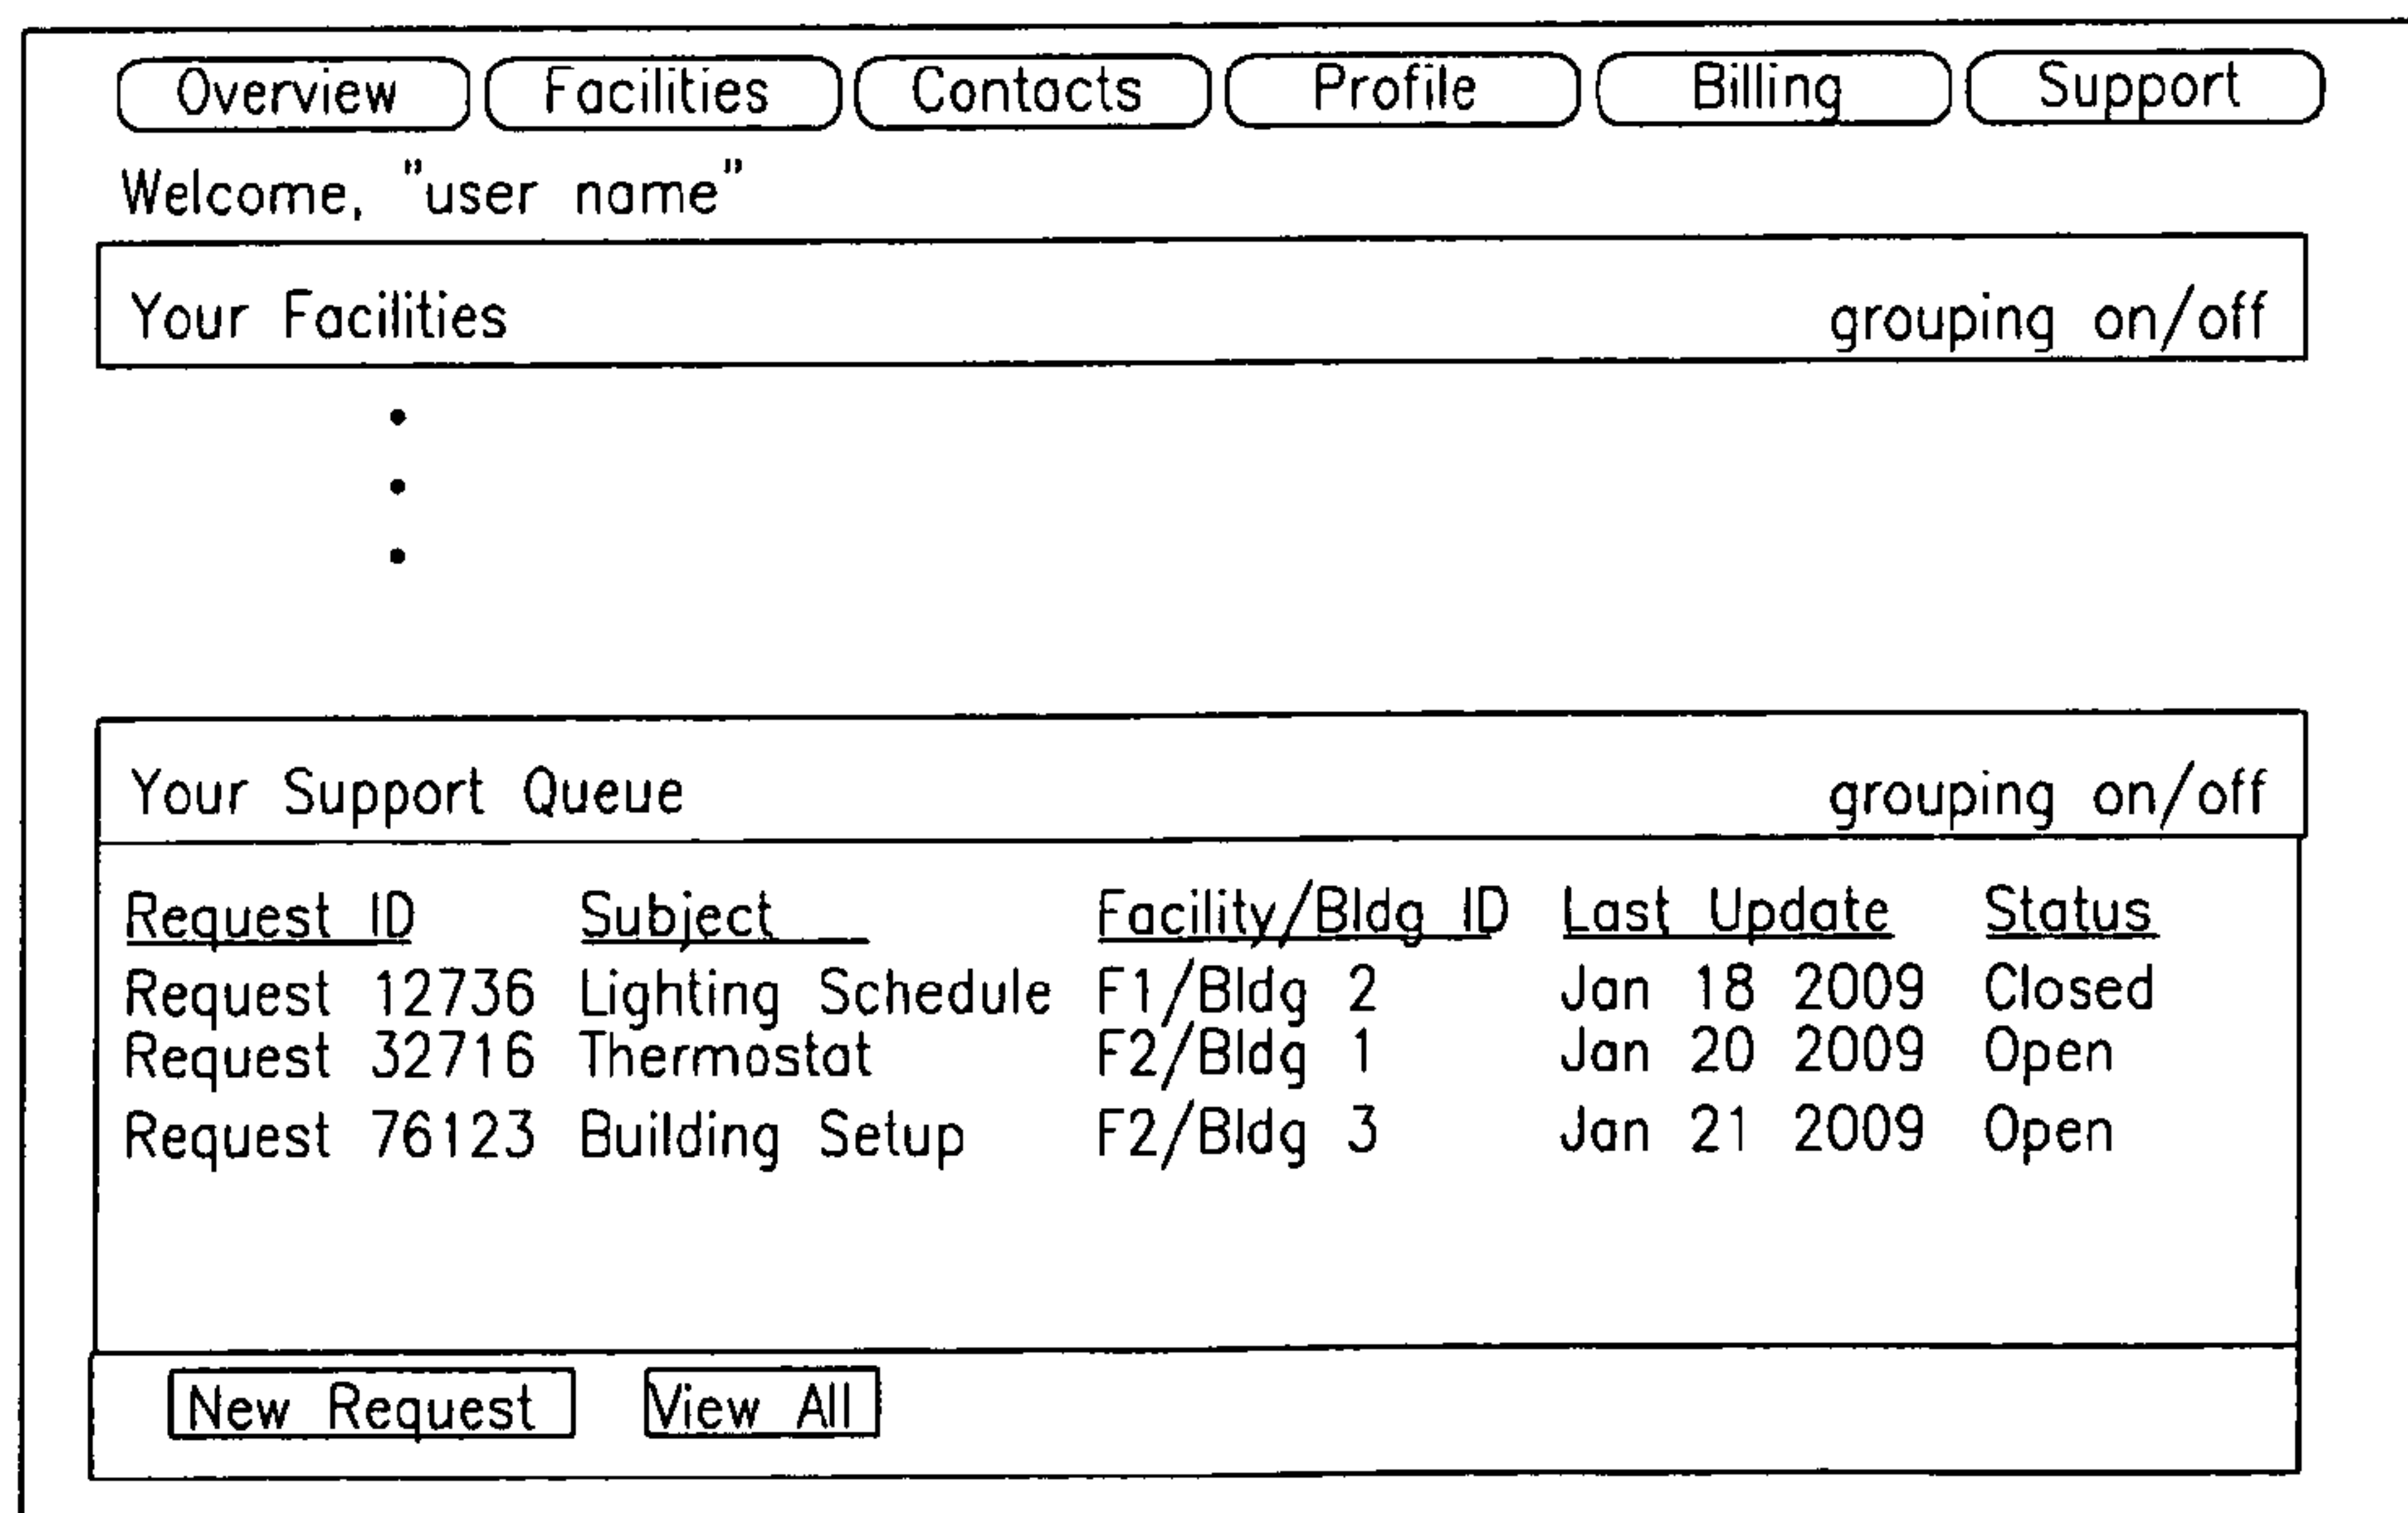 Overview Facilities Contacts Profile Billing Support
Welcome, "user name"
Your Facilities grouping on/off
Your Support Queue grouping on/off
Request ID Subject Facility/Bldg ID Last Update Status
Request 12736 Lighting Schedule F1/Bldg 2 Jan 18 2009 Closed
Request 32716 Thermostat F2/Bldg 1 Jan 20 2009 Open
Request 76123 Building Setup F2/Bldg 3 Jan 21 2009 Open
New Request View All